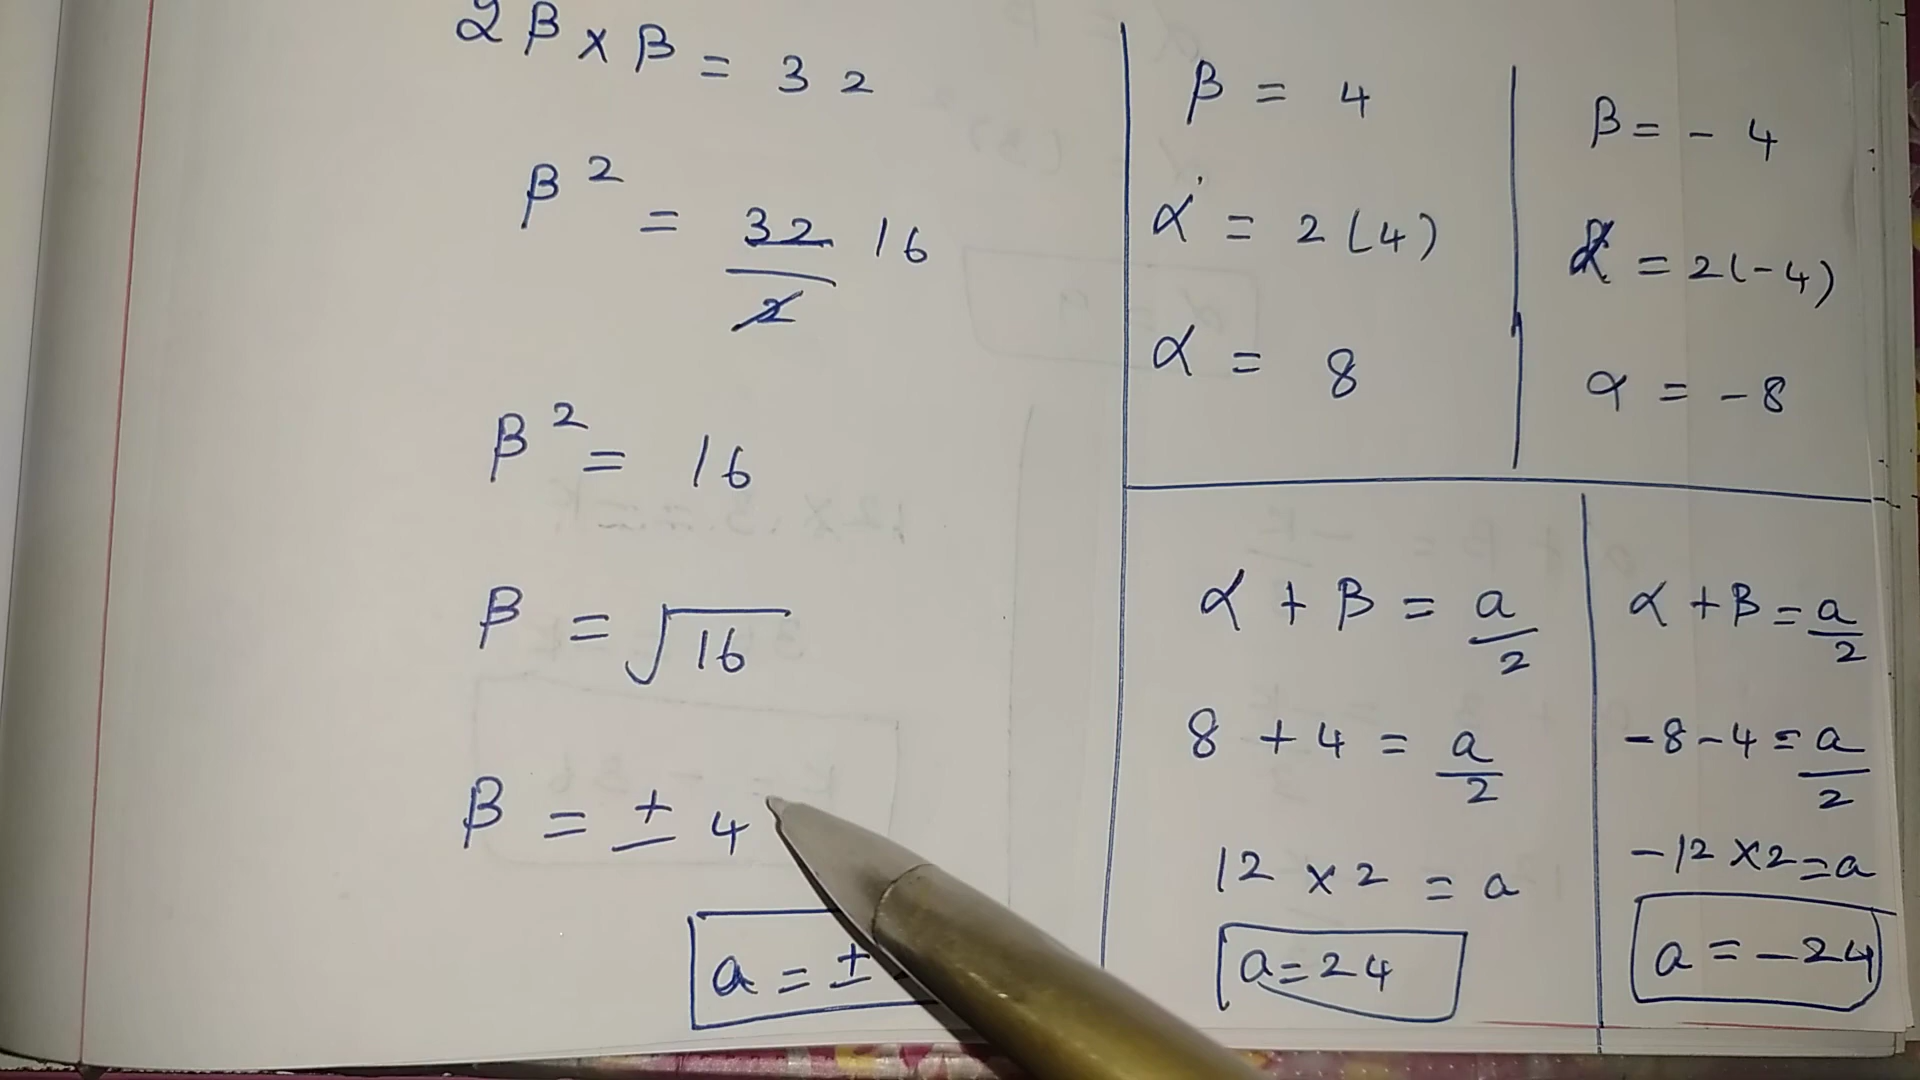 2β × β = 32
β² = 32/2 16
β² = 16
β = √16
β = ± 4
a = ±
β = 4
α = 2(4)
α = 8
β = - 4
α = 2(-4)
α = -8
α + β = a/2
8 + 4 = a/2
12 × 2 = a
a = 24
α + β = a/2
-8 - 4 = a/2
-12 × 2 = a
a = -24